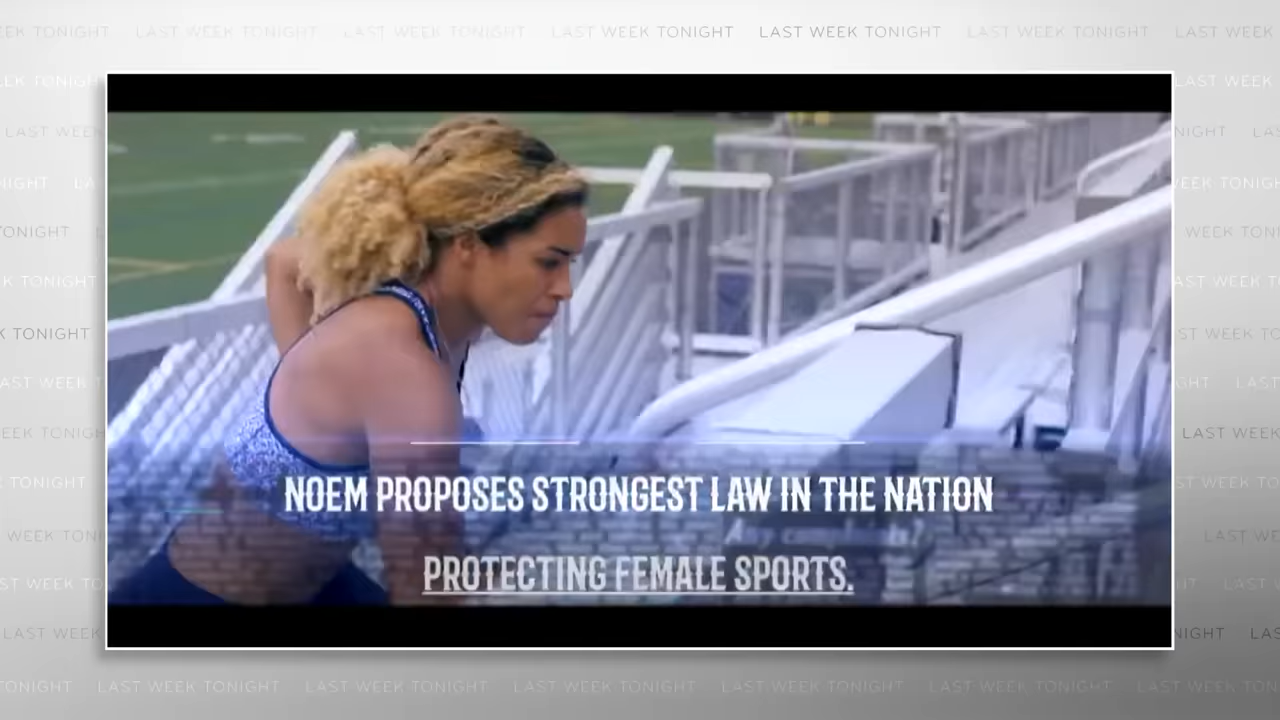 LAST WEEK TONIGHT
NOEM PROPOSES STRONGEST LAW IN THE NATION
PROTECTING FEMALE SPORTS.